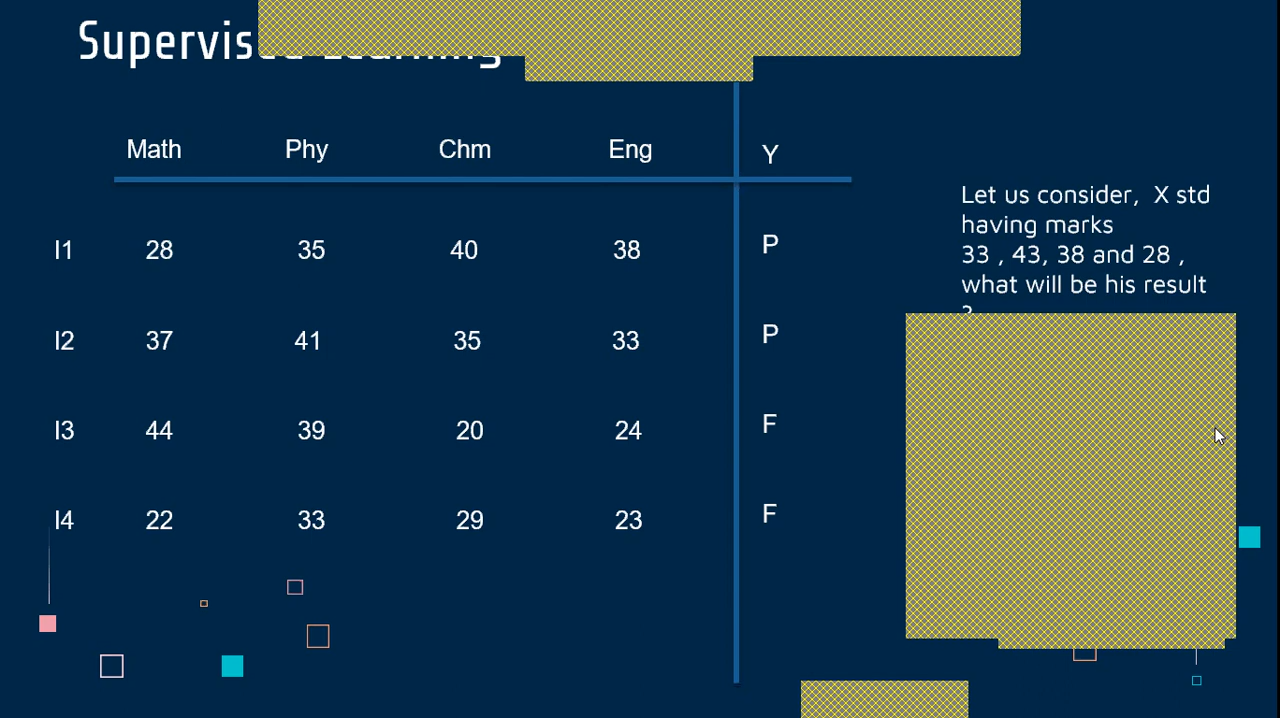 Supervised Learning
Math Phy Chm Eng Y
I1 28 35 40 38 P
I2 37 41 35 33 P
I3 44 39 20 24 F
I4 22 33 29 23 F
Let us consider, X std
having marks
33 , 43, 38 and 28 ,
what will be his result
?